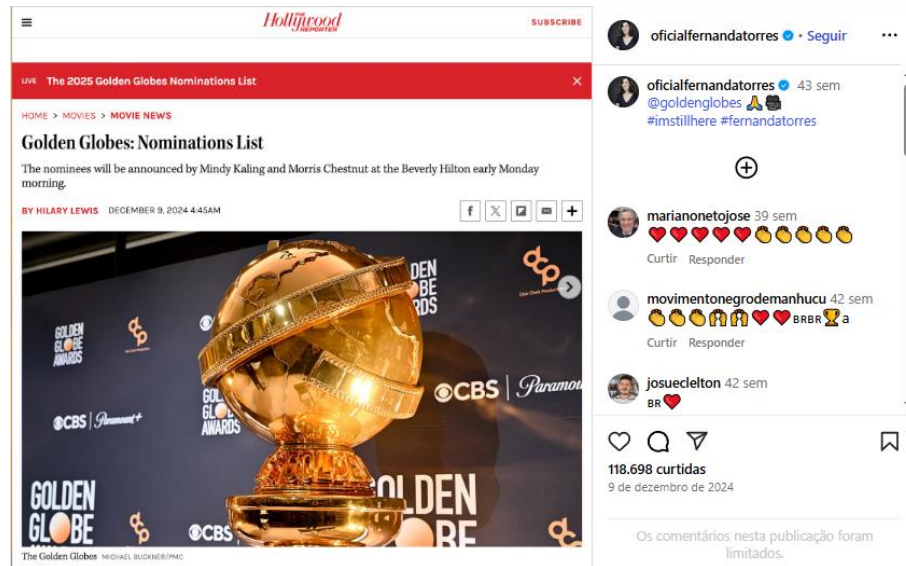 The Hollywood REPORTER
SUBSCRIBE
LIVE The 2025 Golden Globes Nominations List
HOME > MOVIES > MOVIE NEWS
Golden Globes: Nominations List
The nominees will be announced by Mindy Kaling and Morris Chestnut at the Beverly Hilton early Monday
morning.
BY HILARY LEWIS DECEMBER 9, 2024 4:45AM
GOLDEN
GLOBE
AWARDS
dcp
CBS Paramount+
GOLDEN
GLOBE
dcp
CBS
GOLDEN
GLOBE
AWARDS
dcp
CBS Paramou
LDEN
BE
The Golden Globes MICHAEL BUCKNER/PMC
oficialfernandatorres • Seguir
oficialfernandatorres 43 sem
@goldenglobes 🙏
#imstillhere #fernandatorres
marianonetojose 39 sem
❤️❤️❤️❤️❤️👏👏👏👏👏
Curtir Responder
movimentonegrodemanhucu 42 sem
👏👏👏🙌🙌❤️❤️BRBR🏆a
Curtir Responder
josueclelton 42 sem
BR❤️
118.698 curtidas
9 de dezembro de 2024
Os comentários nesta publicação foram
limitados.